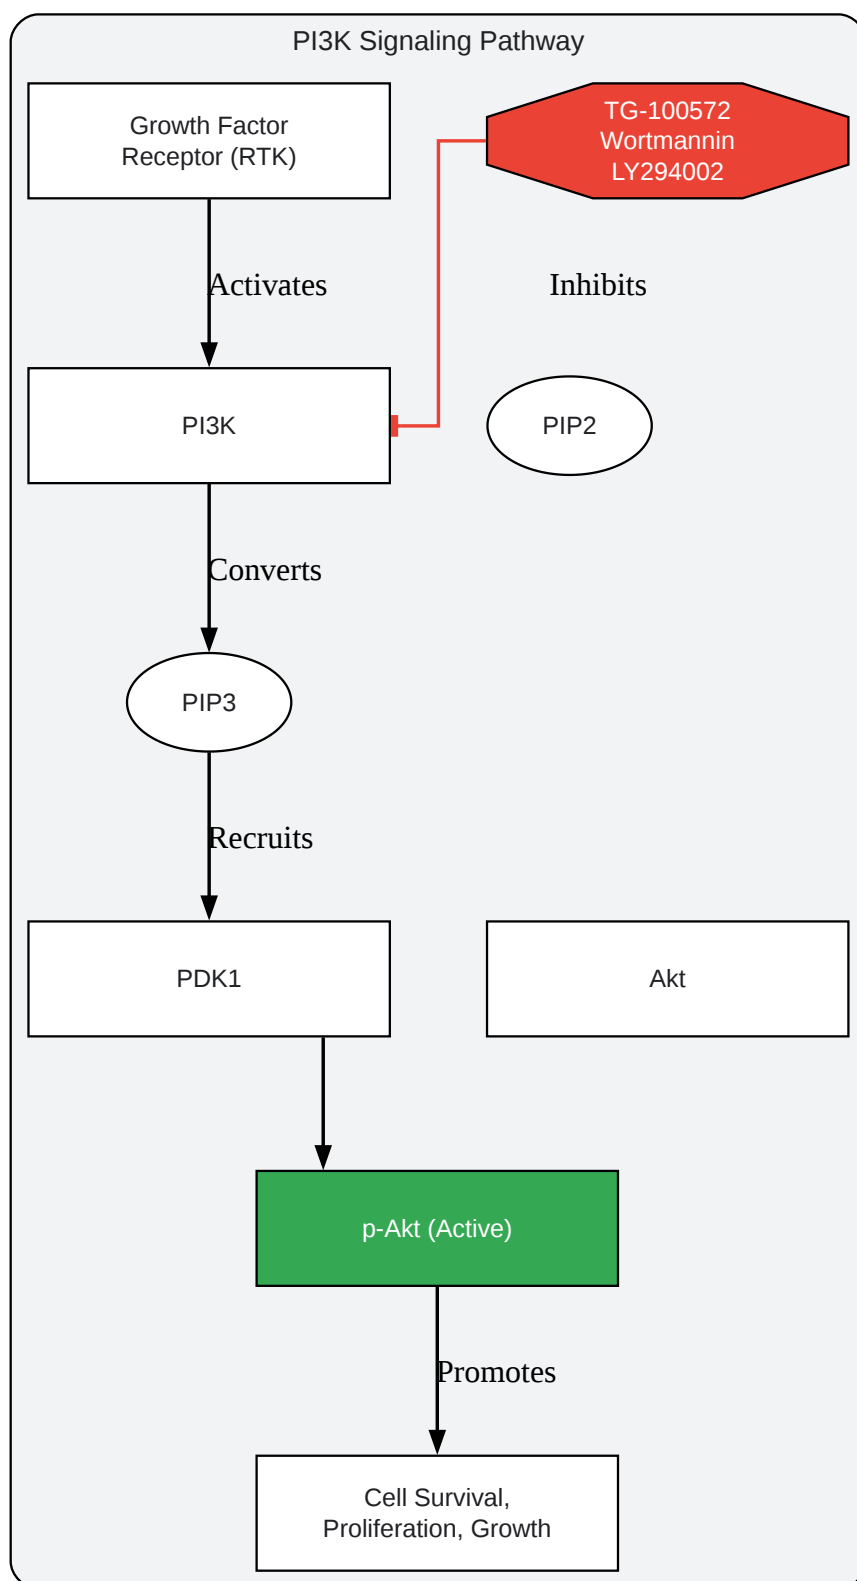 PI3K Signaling Pathway
Growth Factor
Receptor (RTK)
TG-100572
Wortmannin
LY294002
Activates
Inhibits
PI3K
PIP2
Converts
PIP3
Recruits
PDK1
Akt
p-Akt (Active)
Promotes
Cell Survival,
Proliferation, Growth